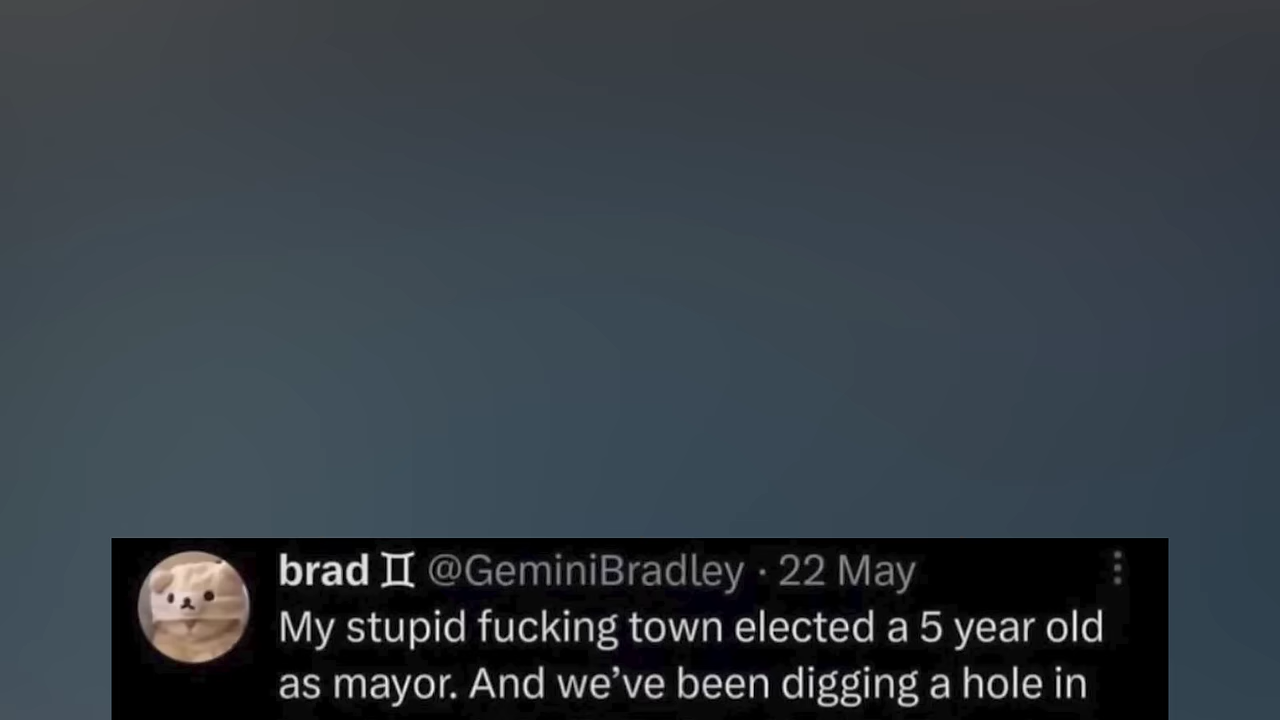 brad ♊ @GeminiBradley · 22 May
My stupid fucking town elected a 5 year old
as mayor. And we’ve been digging a hole in